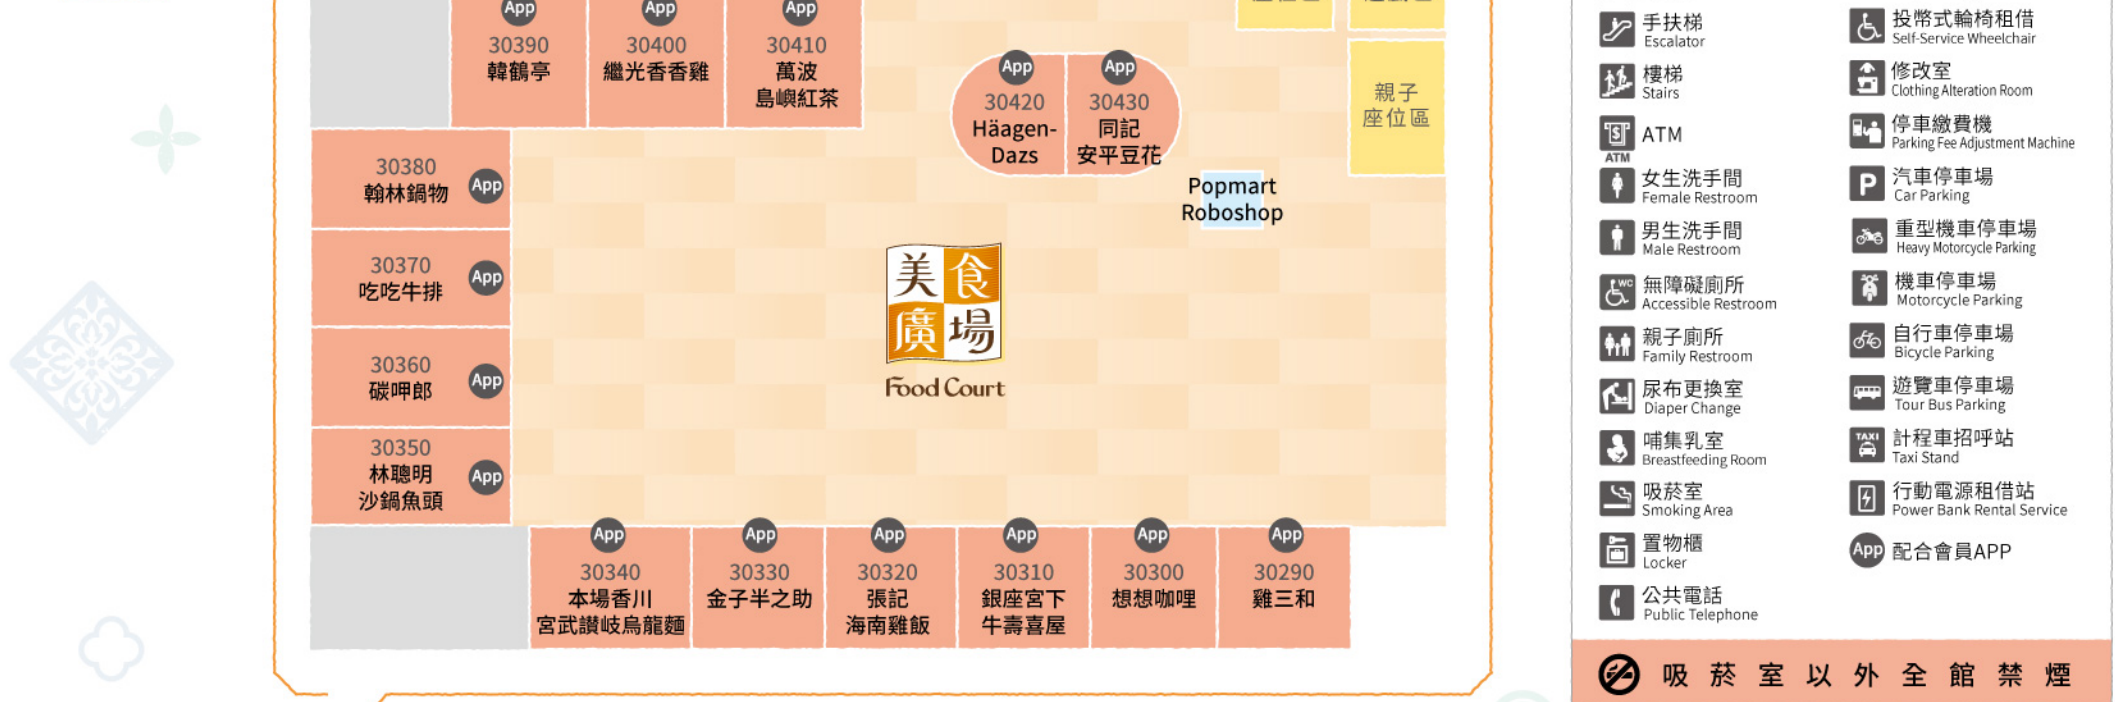 App
30390
韓鶴亭
App
30400
繼光香香雞
App
30410
萬波
島嶼紅茶
App
30420
Häagen-
Dazs
App
30430
同記
安平豆花
親子
座位區
Popmart
Roboshop
30380
翰林鍋物
App
30370
吃吃牛排
App
30360
碳呷郎
App
30350
林聰明
沙鍋魚頭
App
美食
廣場
Food Court
App
30340
本場香川
宮武讃岐烏龍麵
App
30330
金子半之助
App
30320
張記
海南雞飯
App
30310
銀座宮下
牛壽喜屋
App
30300
想想咖哩
App
30290
雞三和
手扶梯
Escalator
樓梯
Stairs
ATM
ATM
女生洗手間
Female Restroom
男生洗手間
Male Restroom
WC
無障礙廁所
Accessible Restroom
親子廁所
Family Restroom
尿布更換室
Diaper Change
哺集乳室
Breastfeeding Room
吸菸室
Smoking Area
置物櫃
Locker
公共電話
Public Telephone
投幣式輪椅租借
Self-Service Wheelchair
修改室
Clothing Alteration Room
停車繳費機
Parking Fee Adjustment Machine
P
汽車停車場
Car Parking
重型機車停車場
Heavy Motorcycle Parking
機車停車場
Motorcycle Parking
自行車停車場
Bicycle Parking
遊覽車停車場
Tour Bus Parking
TAXI
計程車招呼站
Taxi Stand
行動電源租借站
Power Bank Rental Service
App
配合會員APP
吸菸室以外全館禁煙